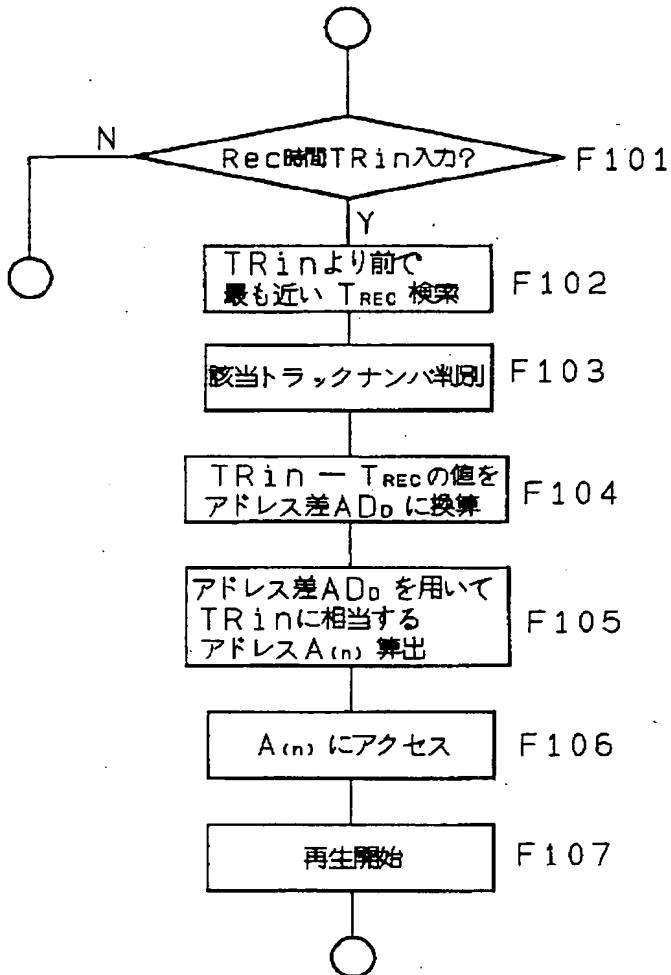 N
Rec時間TRin入力?
F101
Y
TRinより前で
最も近い TREC 検索
F102
該当トラックナンバ判別
F103
TRin − TRECの値を
アドレス差ADDに換算
F104
アドレス差ADDを用いて
TRinに相当する
アドレスA(n) 算出
F105
A(n) にアクセス
F106
再生開始
F107